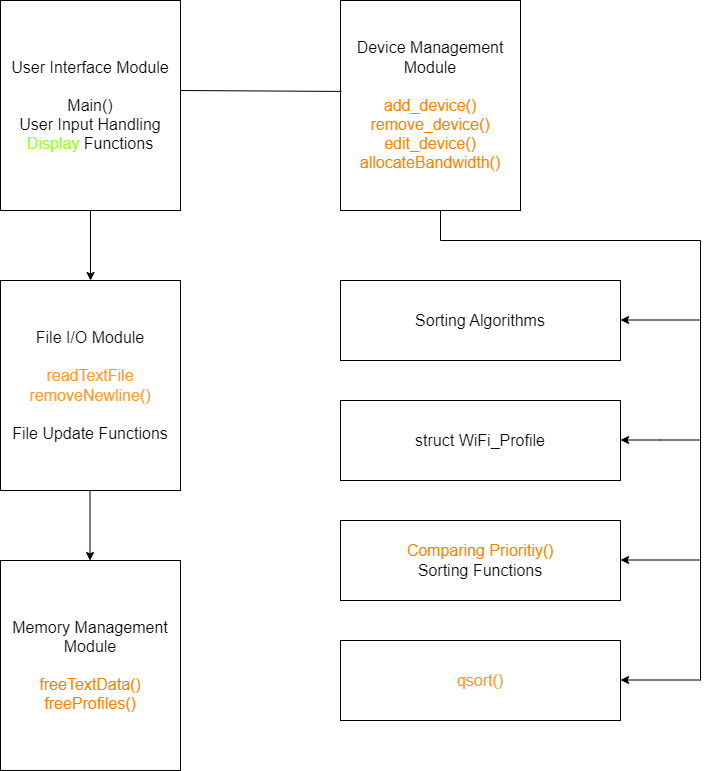 User Interface Module
Main()
User Input Handling
Display Functions
Device Management
Module
add_device()
remove_device()
edit_device()
allocateBandwidth()
File I/O Module
readTextFile
removeNewline()
File Update Functions
Sorting Algorithms
struct WiFi_Profile
Comparing Prioritiy()
Sorting Functions
Memory Management
Module
freeTextData()
freeProfiles()
qsort()